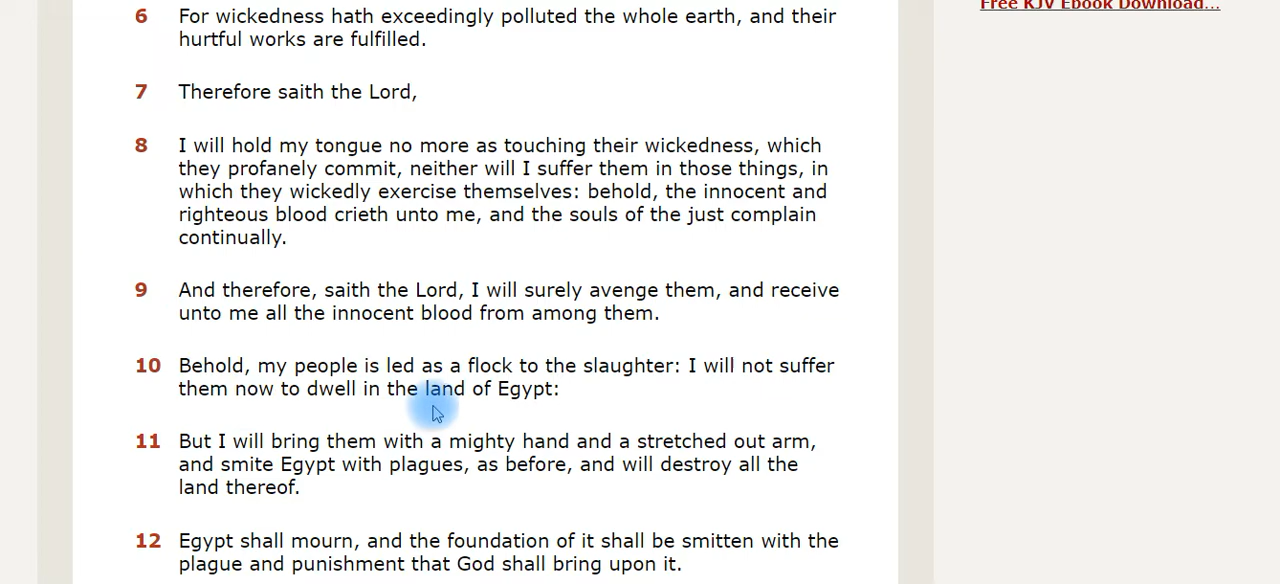 Free KJV Ebook Download...
6 For wickedness hath exceedingly polluted the whole earth, and their
hurtful works are fulfilled.
7 Therefore saith the Lord,
8 I will hold my tongue no more as touching their wickedness, which
they profanely commit, neither will I suffer them in those things, in
which they wickedly exercise themselves: behold, the innocent and
righteous blood crieth unto me, and the souls of the just complain
continually.
9 And therefore, saith the Lord, I will surely avenge them, and receive
unto me all the innocent blood from among them.
10 Behold, my people is led as a flock to the slaughter: I will not suffer
them now to dwell in the land of Egypt:
11 But I will bring them with a mighty hand and a stretched out arm,
and smite Egypt with plagues, as before, and will destroy all the
land thereof.
12 Egypt shall mourn, and the foundation of it shall be smitten with the
plague and punishment that God shall bring upon it.